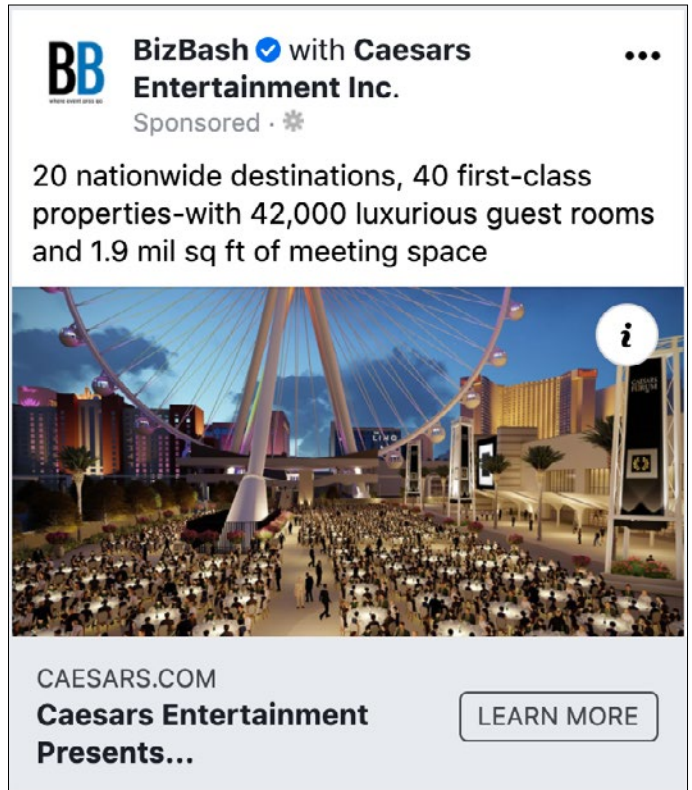 BB
BizBash with Caesars
Entertainment Inc.
Sponsored ·
20 nationwide destinations, 40 first-class
properties-with 42,000 luxurious guest rooms
and 1.9 mil sq ft of meeting space
i
CAESARS
FORUM
LINQ
CAESARS.COM
Caesars Entertainment
Presents...
LEARN MORE